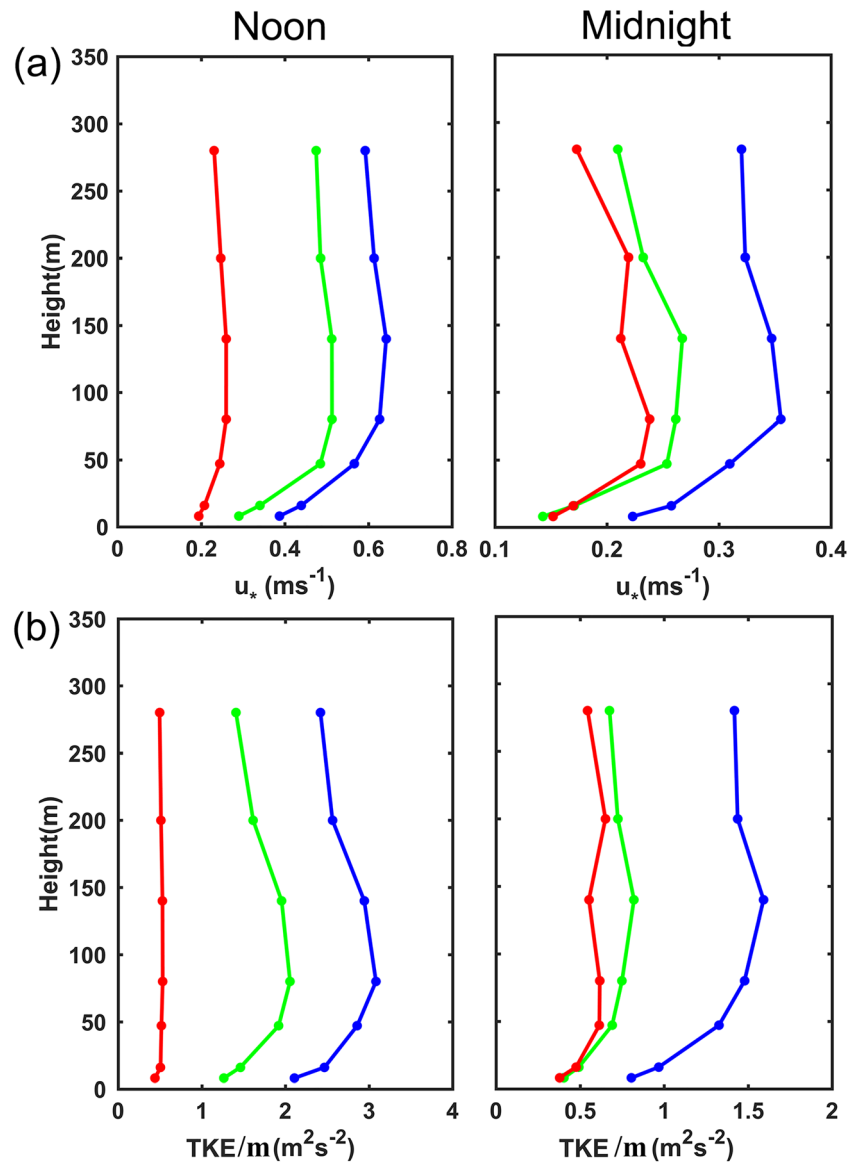 Noon Midnight
(a)
350
300
250
200
150
100
50
0
Height(m)
0 0.2 0.4 0.6 0.8
0.1 0.2 0.3 0.4
u* (ms-1)
u*(ms-1)
(b)
350
300
250
200
150
100
50
0
Height(m)
0 1 2 3 4
0 0.5 1 1.5 2
TKE/m(m2s-2)
TKE /m(m2s-2)